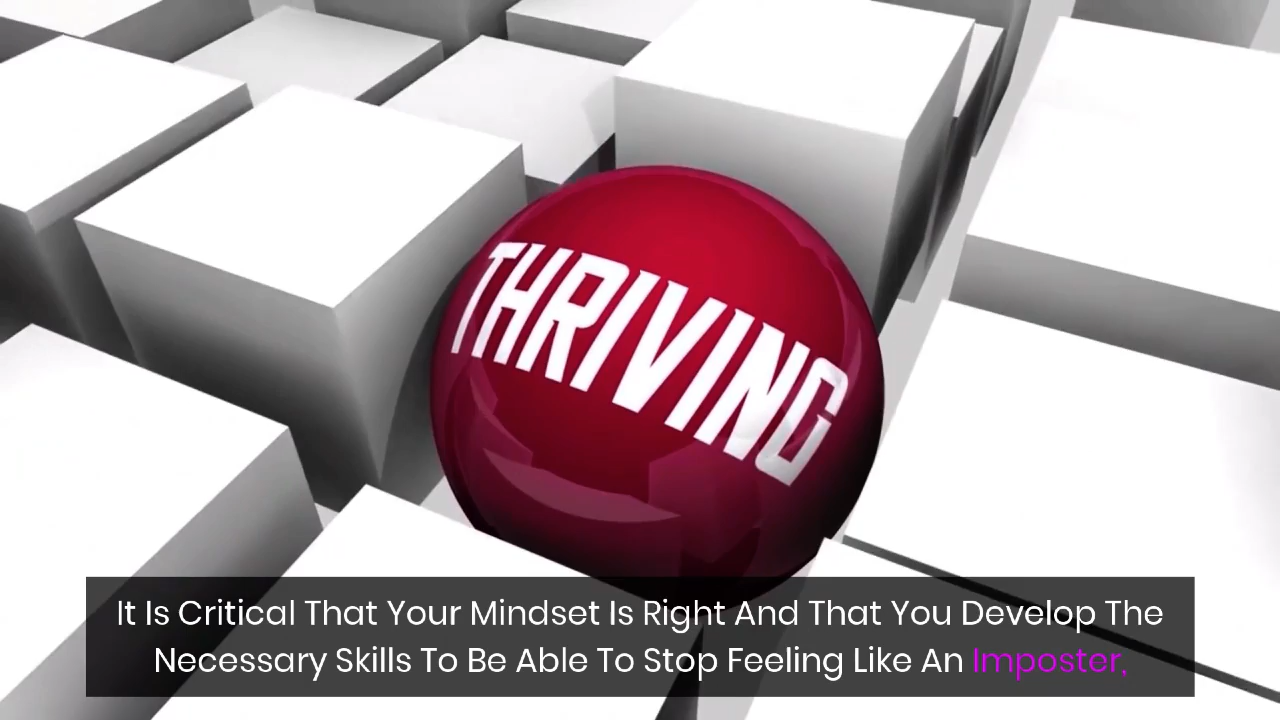 THRIVING
It Is Critical That Your Mindset Is Right And That You Develop The
Necessary Skills To Be Able To Stop Feeling Like An Imposter,